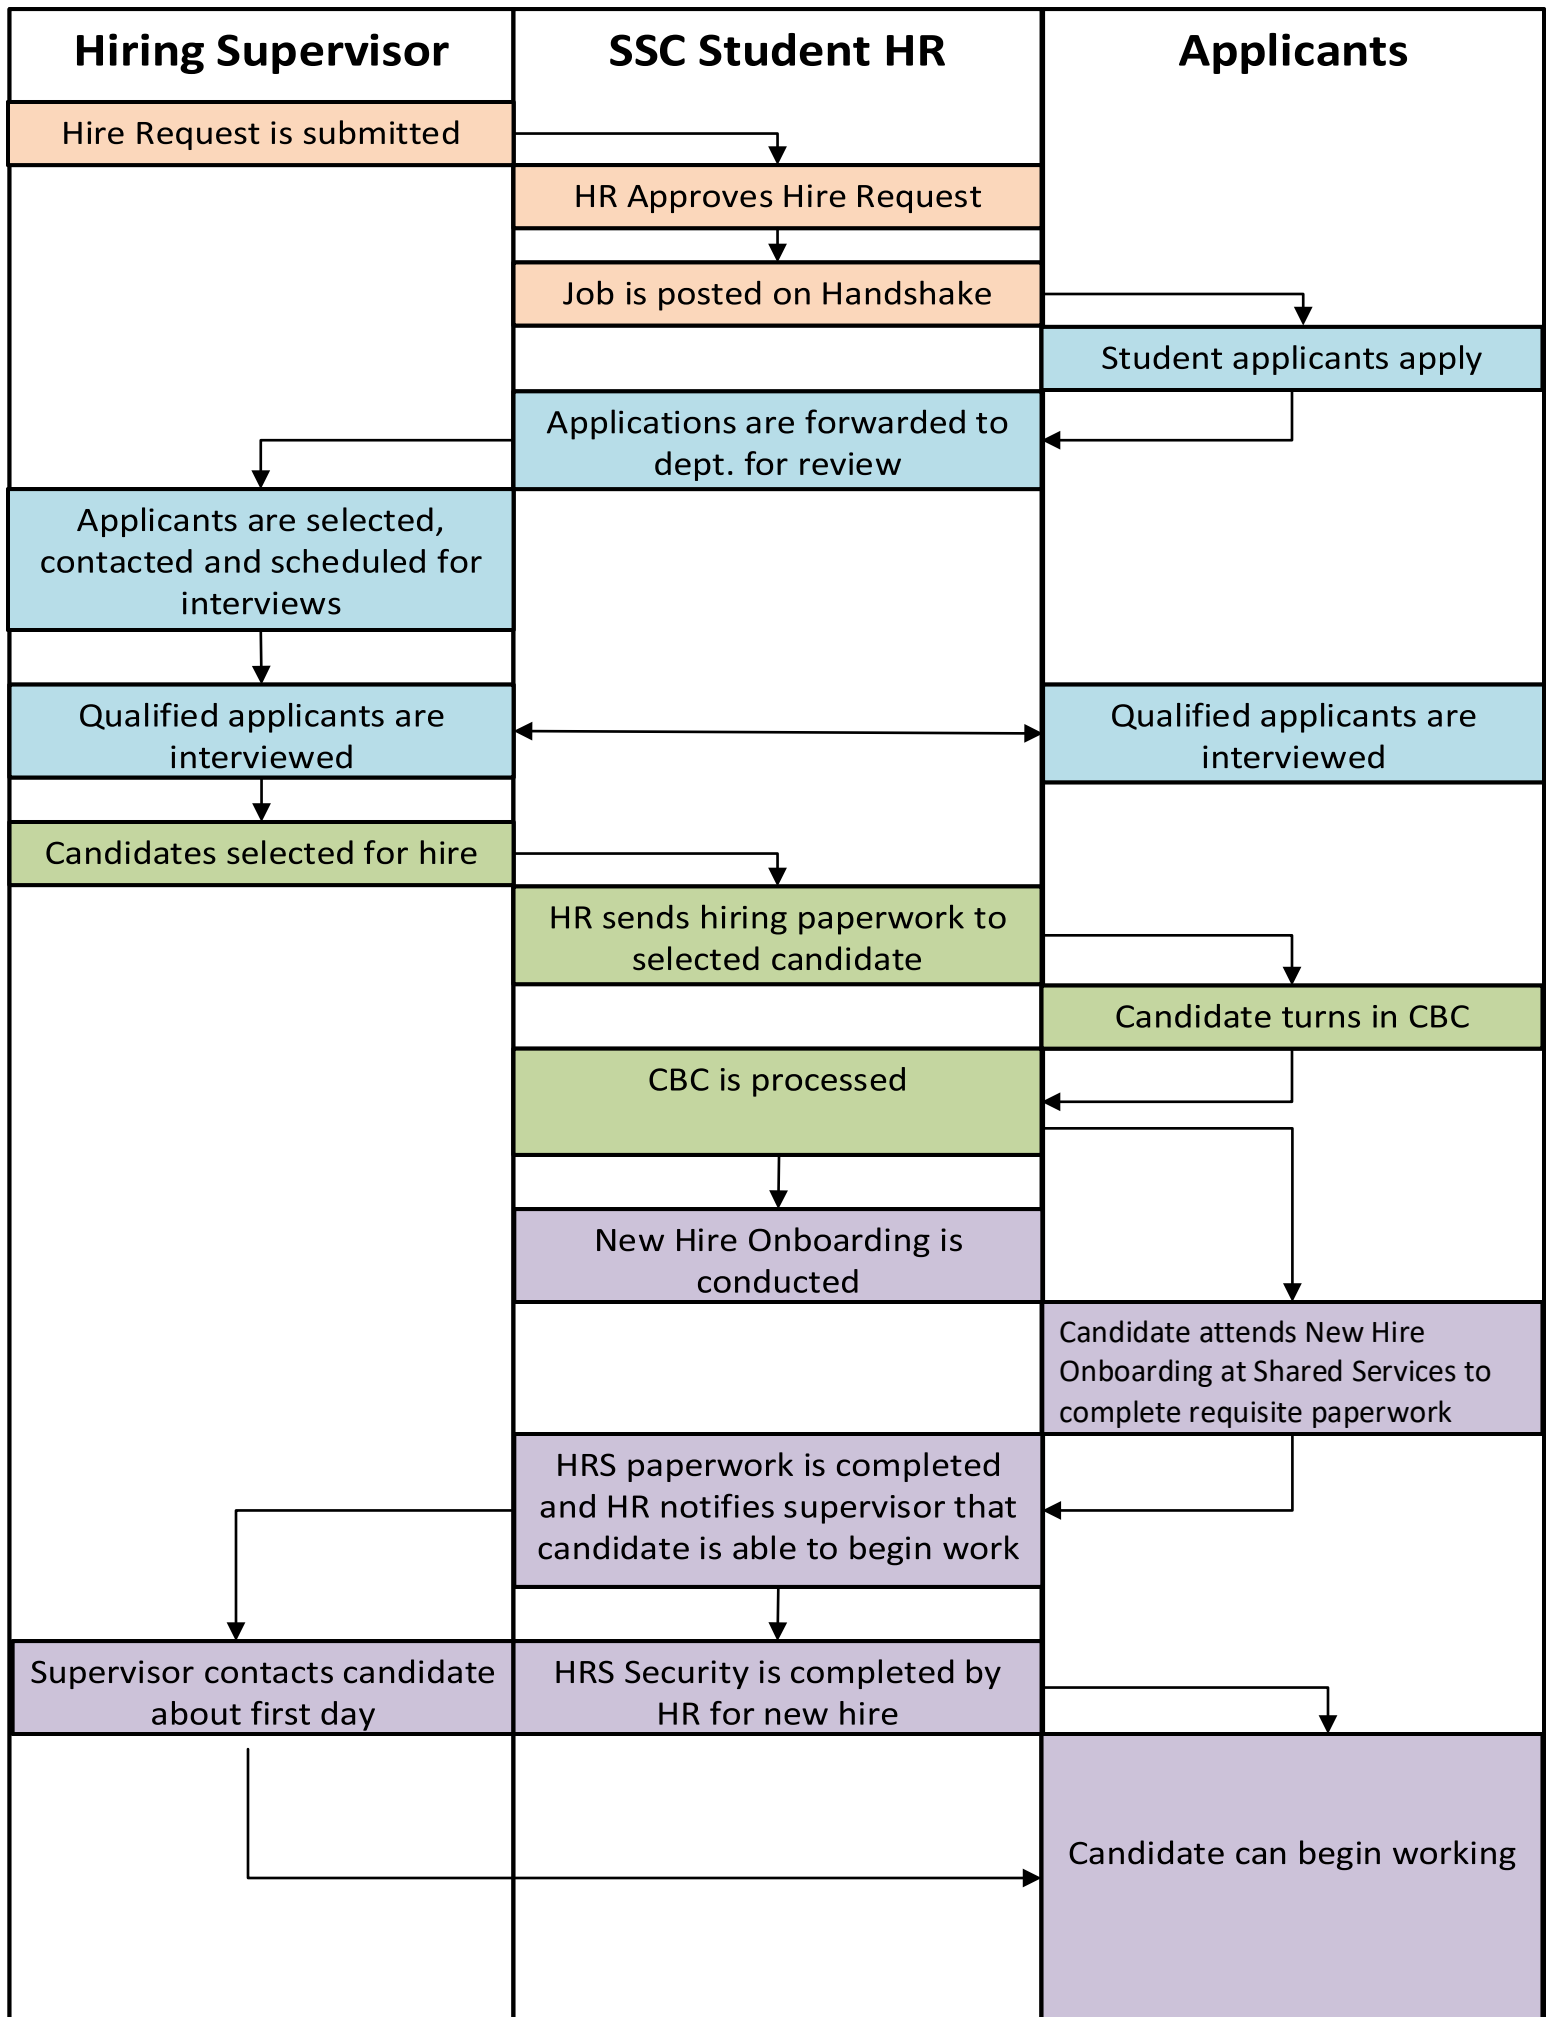 Hiring Supervisor
SSC Student HR
Applicants
Hire Request is submitted
HR Approves Hire Request
Job is posted on Handshake
Student applicants apply
Applications are forwarded to
dept. for review
Applicants are selected,
contacted and scheduled for
interviews
Qualified applicants are
interviewed
Qualified applicants are
interviewed
Candidates selected for hire
HR sends hiring paperwork to
selected candidate
Candidate turns in CBC
CBC is processed
New Hire Onboarding is
conducted
Candidate attends New Hire
Onboarding at Shared Services to
complete requisite paperwork
HRS paperwork is completed
and HR notifies supervisor that
candidate is able to begin work
Supervisor contacts candidate
about first day
HRS Security is completed by
HR for new hire
Candidate can begin working